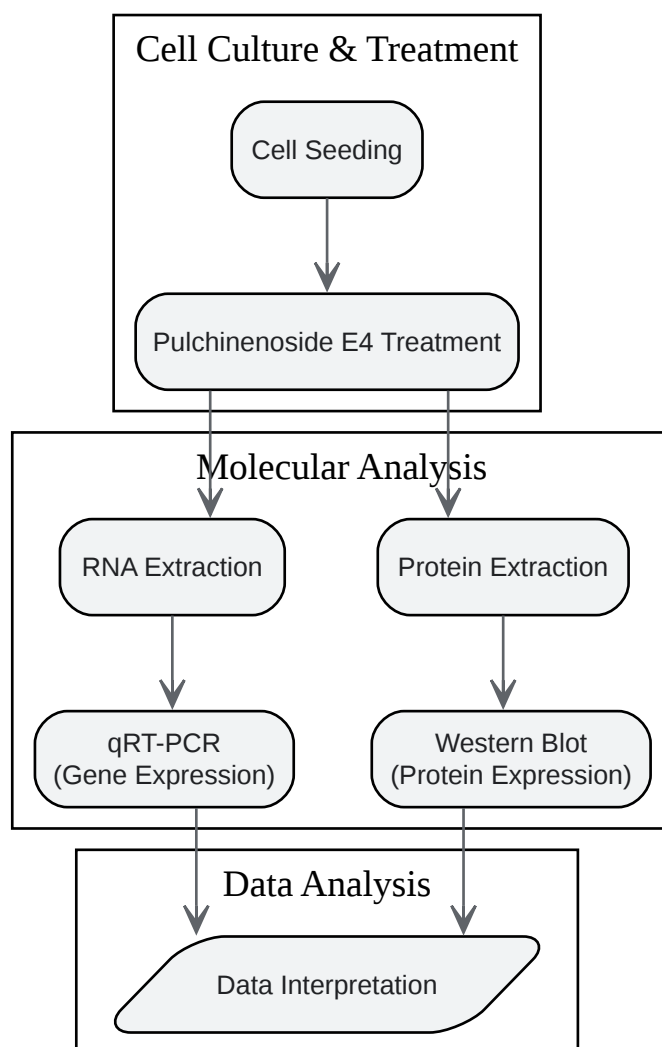 Cell Culture & Treatment
Cell Seeding
Pulchinenoside E4 Treatment
Molecular Analysis
RNA Extraction
Protein Extraction
qRT-PCR
(Gene Expression)
Western Blot
(Protein Expression)
Data Analysis
Data Interpretation